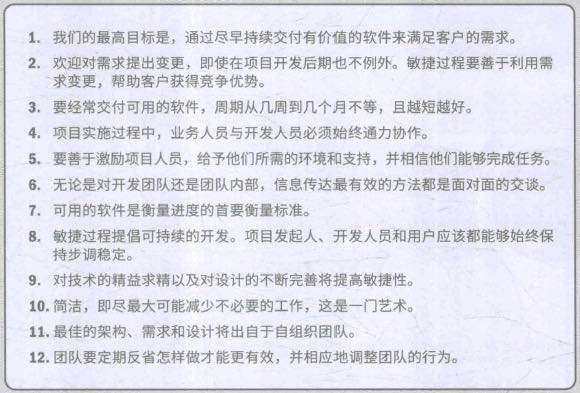 1. 我们的最高目标是，通过尽早持续交付有价值的软件来满足客户的需求。
2. 欢迎对需求提出变更，即使在项目开发后期也不例外。敏捷过程要善于利用需
求变更，帮助客户获得竞争优势。
3. 要经常交付可用的软件，周期从几周到几个月不等，且越短越好。
4. 项目实施过程中，业务人员与开发人员必须始终通力协作。
5. 要善于激励项目人员，给予他们所需的环境和支持，并相信他们能够完成任务。
6. 无论是对开发团队还是团队内部，信息传达最有效的方法都是面对面的交谈。
7. 可用的软件是衡量进度的首要衡量标准。
8. 敏捷过程提倡可持续的开发。项目发起人、开发人员和用户应该都能够始终保
持步调稳定。
9. 对技术的精益求精以及对设计的不断完善将提高敏捷性。
10. 简洁，即尽最大可能减少不必要的工作，这是一门艺术。
11. 最佳的架构、需求和设计将出自于自组织团队。
12. 团队要定期反省怎样做才能更有效，并相应地调整团队的行为。